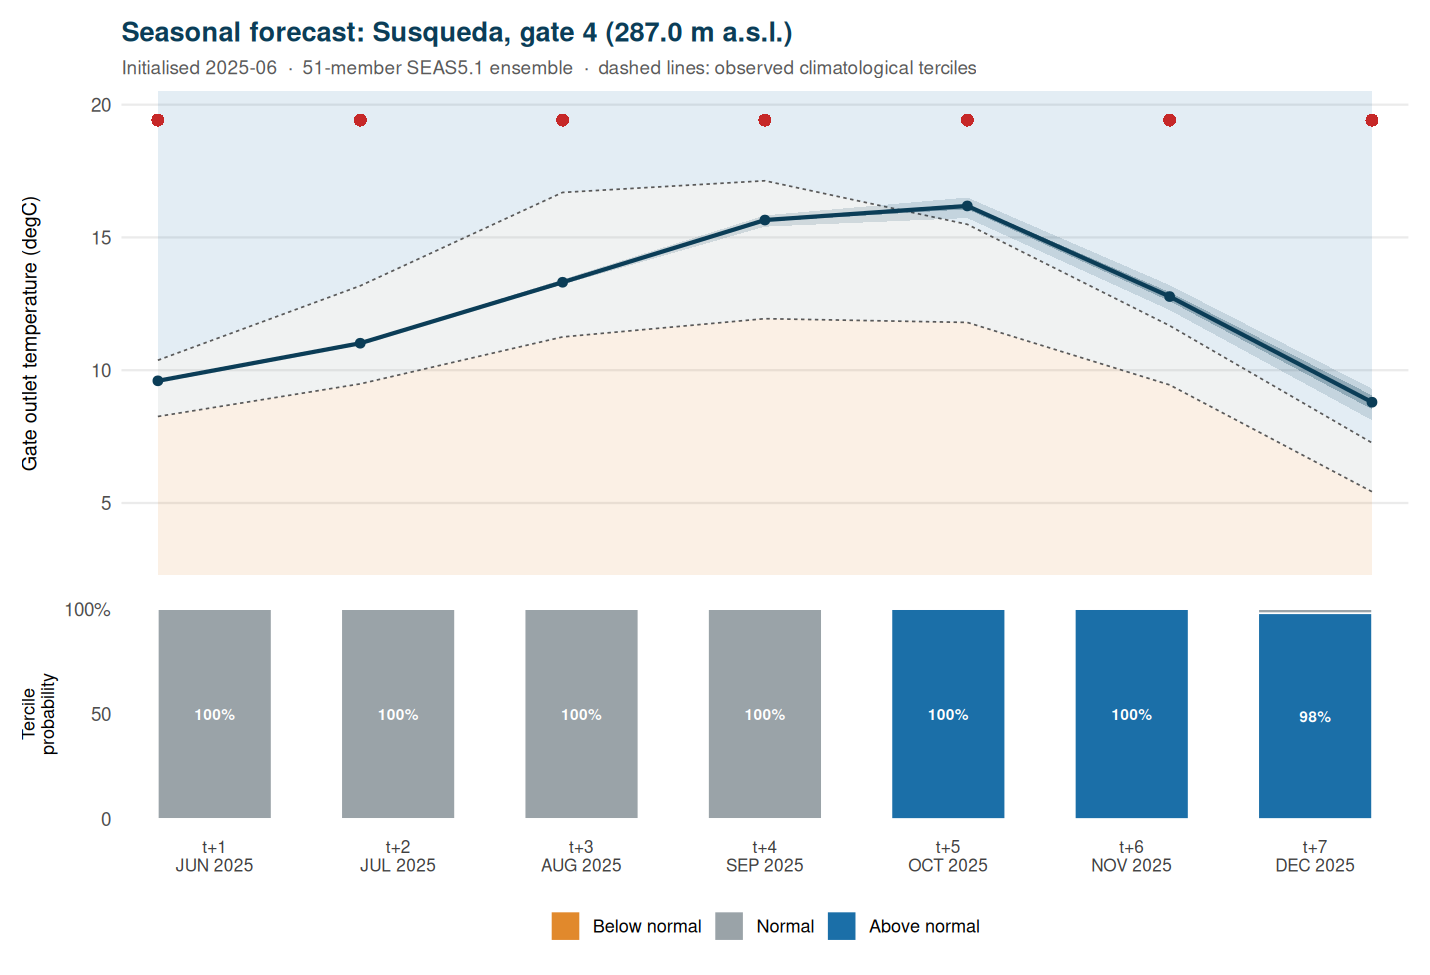 Seasonal forecast: Susqueda, gate 4 (287.0 m a.s.l.)
Initialised 2025-06 · 51-member SEAS5.1 ensemble · dashed lines: observed climatological terciles
Gate outlet temperature (degC)
20
15
10
5
Tercile
probability
100%
50
0
100%
100%
100%
100%
100%
100%
98%
t+1
JUN 2025
t+2
JUL 2025
t+3
AUG 2025
t+4
SEP 2025
t+5
OCT 2025
t+6
NOV 2025
t+7
DEC 2025
Below normal
Normal
Above normal